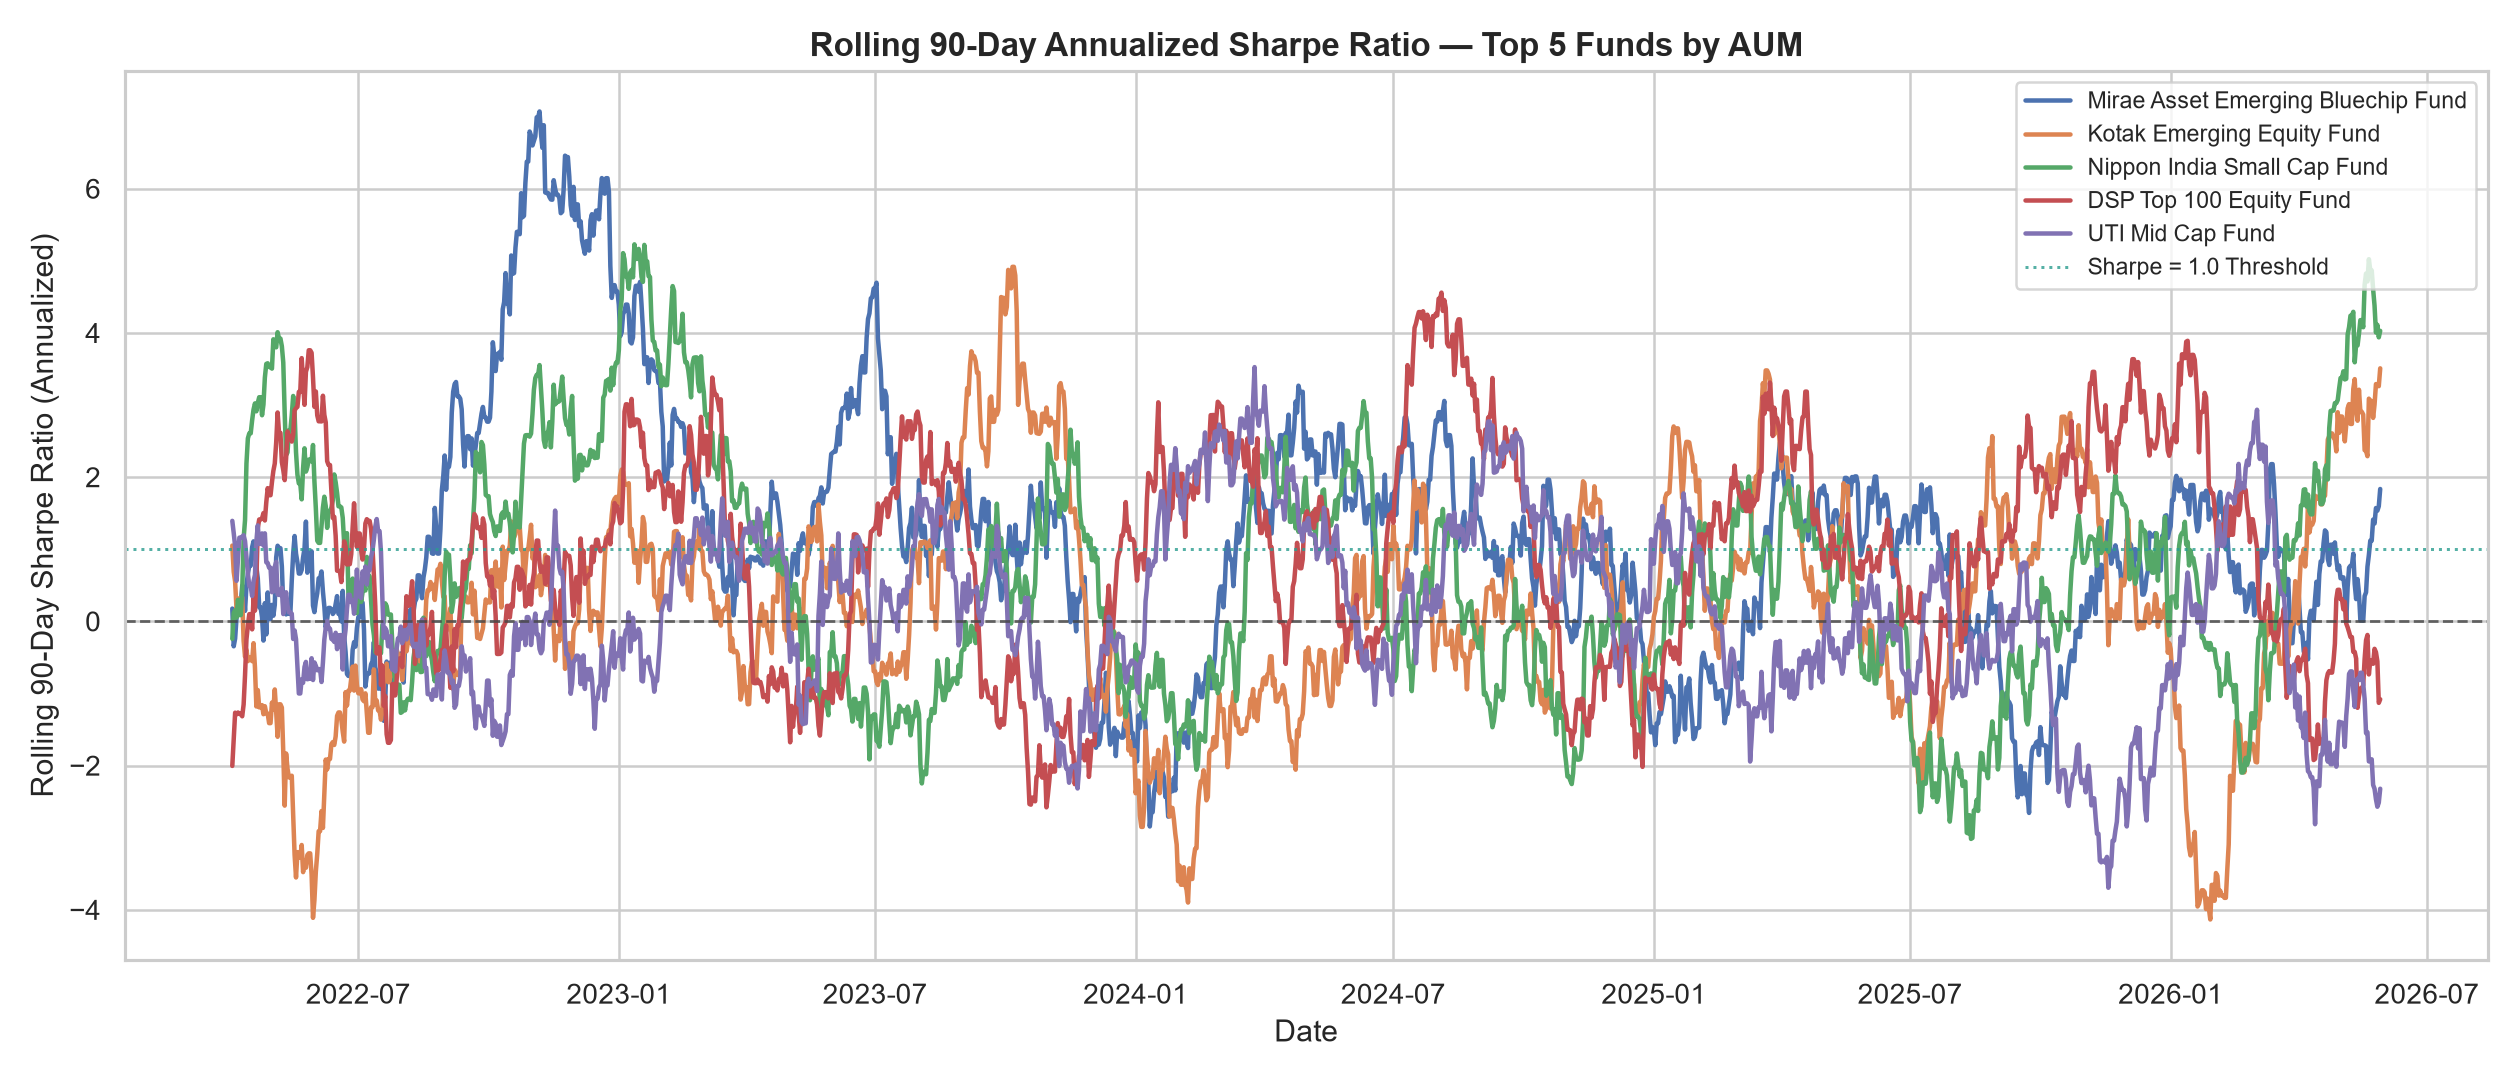 Rolling 90-Day Annualized Sharpe Ratio — Top 5 Funds by AUM
Mirae Asset Emerging Bluechip Fund
Kotak Emerging Equity Fund
Nippon India Small Cap Fund
DSP Top 100 Equity Fund
UTI Mid Cap Fund
Sharpe = 1.0 Threshold
Rolling 90-Day Sharpe Ratio (Annualized)
6
4
2
0
−2
−4
2022-07
2023-01
2023-07
2024-01
2024-07
2025-01
2025-07
2026-01
2026-07
Date